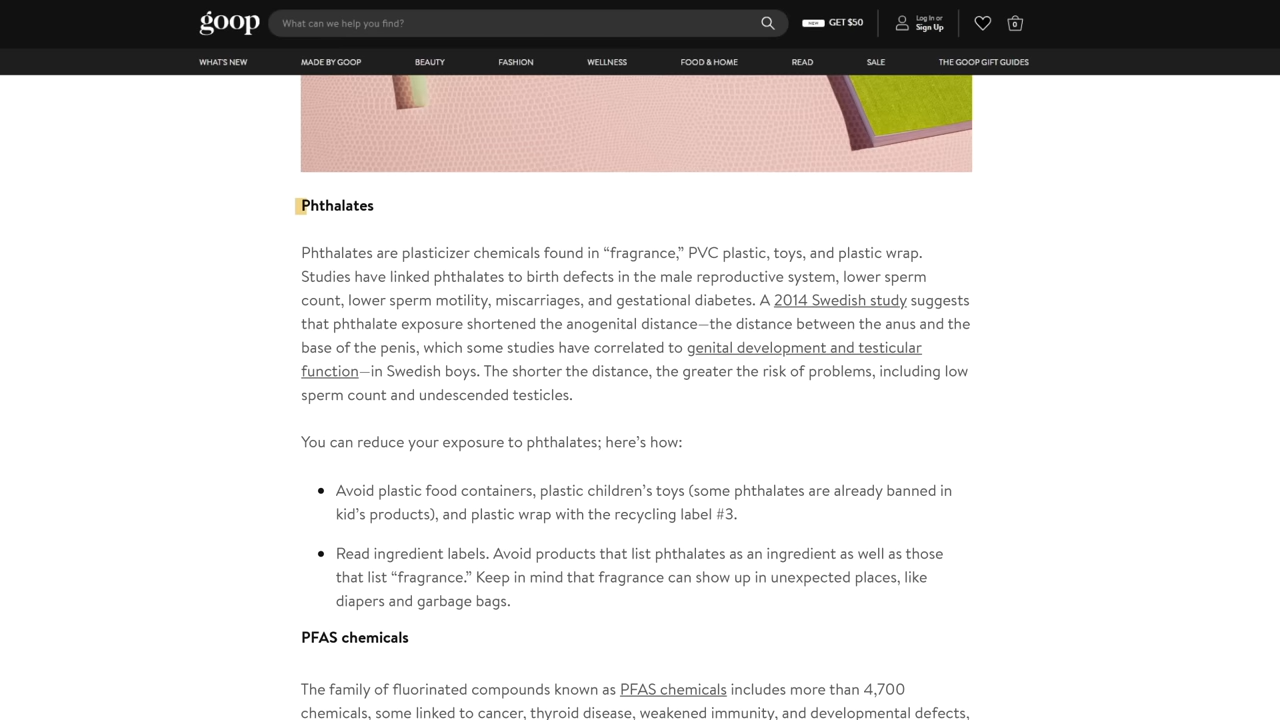 goop
What can we help you find?
NEW
GET $50
Log In or
Sign Up
0
WHAT'S NEW
MADE BY GOOP
BEAUTY
FASHION
WELLNESS
FOOD & HOME
READ
SALE
THE GOOP GIFT GUIDES
Phthalates
Phthalates are plasticizer chemicals found in “fragrance,” PVC plastic, toys, and plastic wrap.
Studies have linked phthalates to birth defects in the male reproductive system, lower sperm
count, lower sperm motility, miscarriages, and gestational diabetes. A 2014 Swedish study suggests
that phthalate exposure shortened the anogenital distance—the distance between the anus and the
base of the penis, which some studies have correlated to genital development and testicular
function—in Swedish boys. The shorter the distance, the greater the risk of problems, including low
sperm count and undescended testicles.
You can reduce your exposure to phthalates; here’s how:
• Avoid plastic food containers, plastic children’s toys (some phthalates are already banned in
kid’s products), and plastic wrap with the recycling label #3.
• Read ingredient labels. Avoid products that list phthalates as an ingredient as well as those
that list “fragrance.” Keep in mind that fragrance can show up in unexpected places, like
diapers and garbage bags.
PFAS chemicals
The family of fluorinated compounds known as PFAS chemicals includes more than 4,700
chemicals, some linked to cancer, thyroid disease, weakened immunity, and developmental defects,